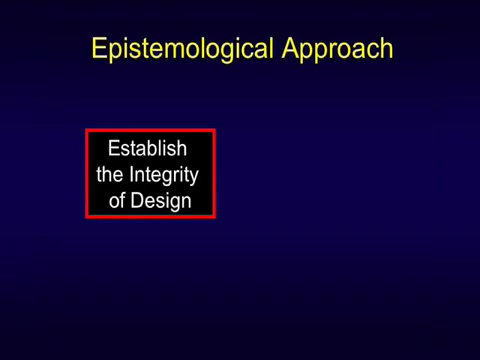 Epistemological Approach
Establish
the Integrity
of Design